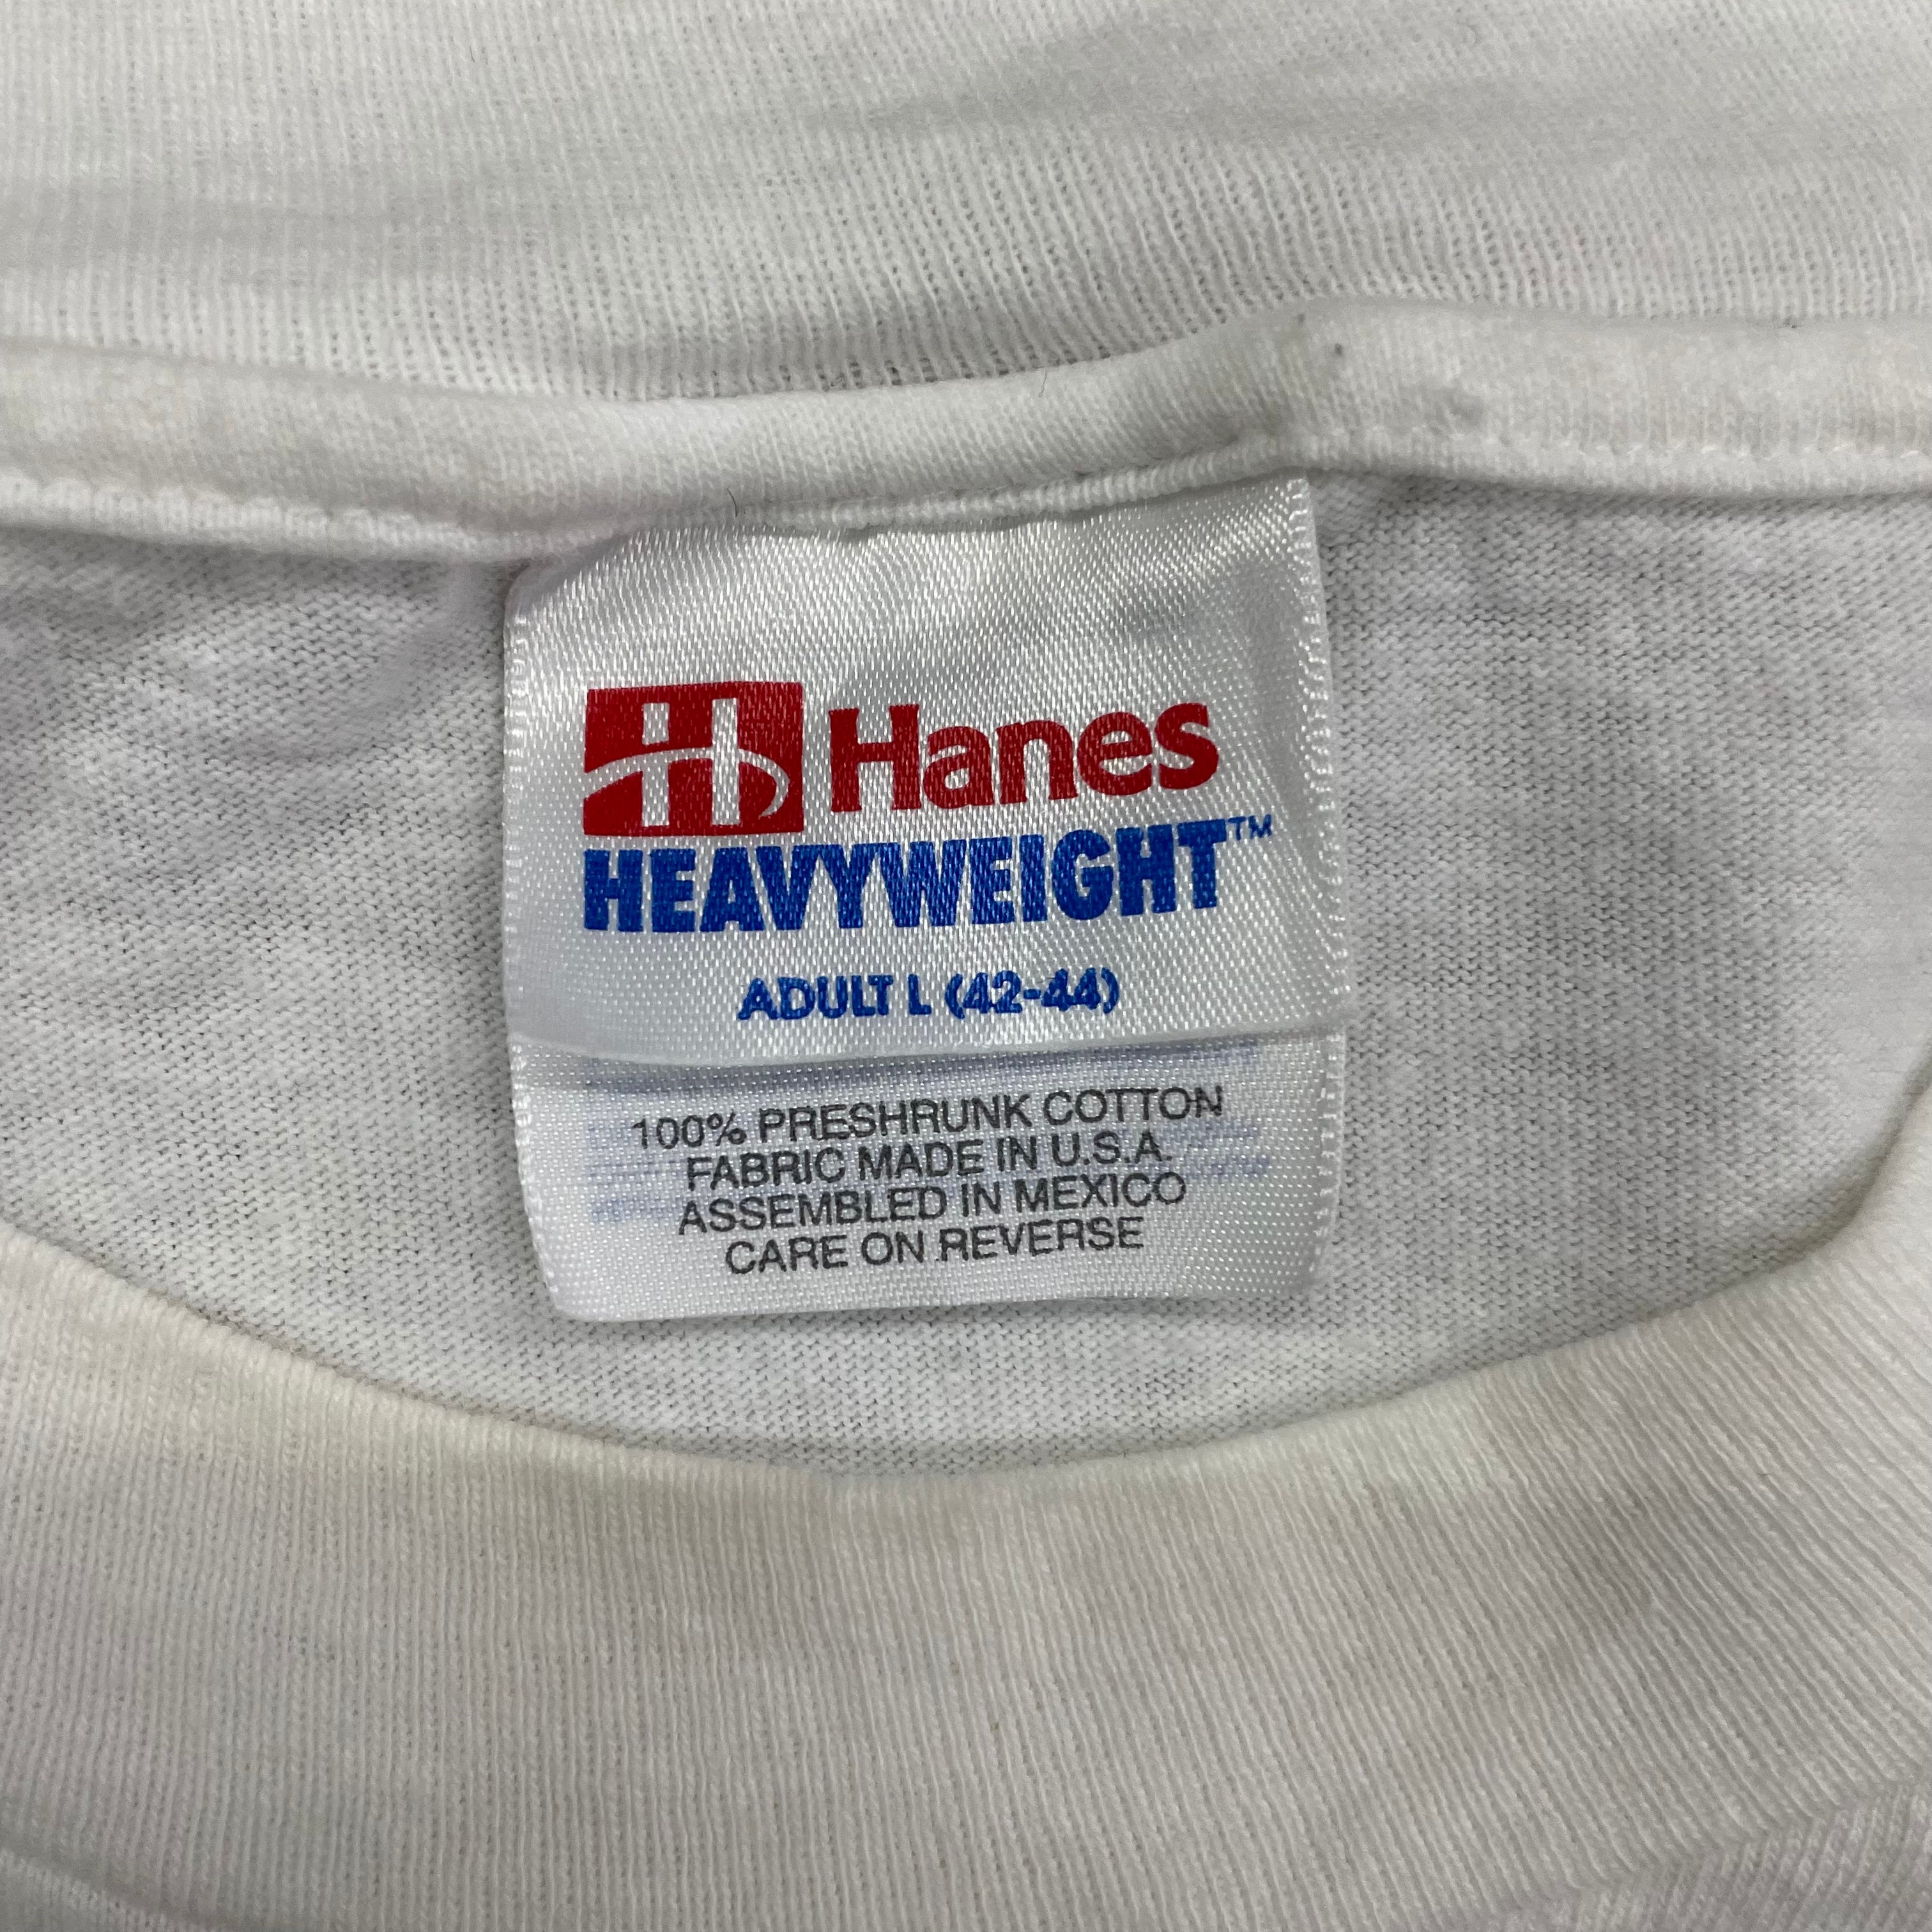 Hanes
HEAVYWEIGHT™
ADULT L (42-44)
100% PRESHRUNK COTTON
FABRIC MADE IN U.S.A.
ASSEMBLED IN MEXICO
CARE ON REVERSE